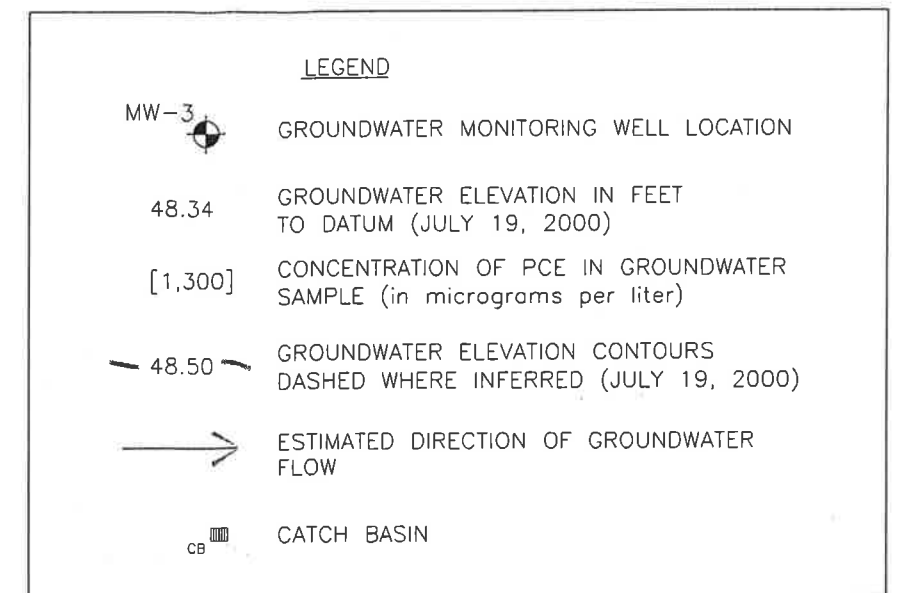 LEGEND
MW-3
GROUNDWATER MONITORING WELL LOCATION
48.34
GROUNDWATER ELEVATION IN FEET
TO DATUM (JULY 19, 2000)
[1,300]
CONCENTRATION OF PCE IN GROUNDWATER
SAMPLE (in micrograms per liter)
48.50
GROUNDWATER ELEVATION CONTOURS
DASHED WHERE INFERRED (JULY 19, 2000)
ESTIMATED DIRECTION OF GROUNDWATER
FLOW
CB
CATCH BASIN